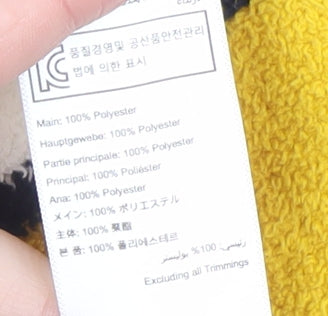 품질경영및 공산품안전관리
법에 의한 표시
Main: 100% Polyester
Hauptgewebe: 100% Polyester
Partie principale: 100% Polyester
Principal: 100% Poliéster
Ana: 100% Polyester
メイン: 100% ポリエステル
主体: 100% 聚酯
본 품: 100% 폴리에스테르
رئيسي: 100% بوليستر
Excluding all Trimmings